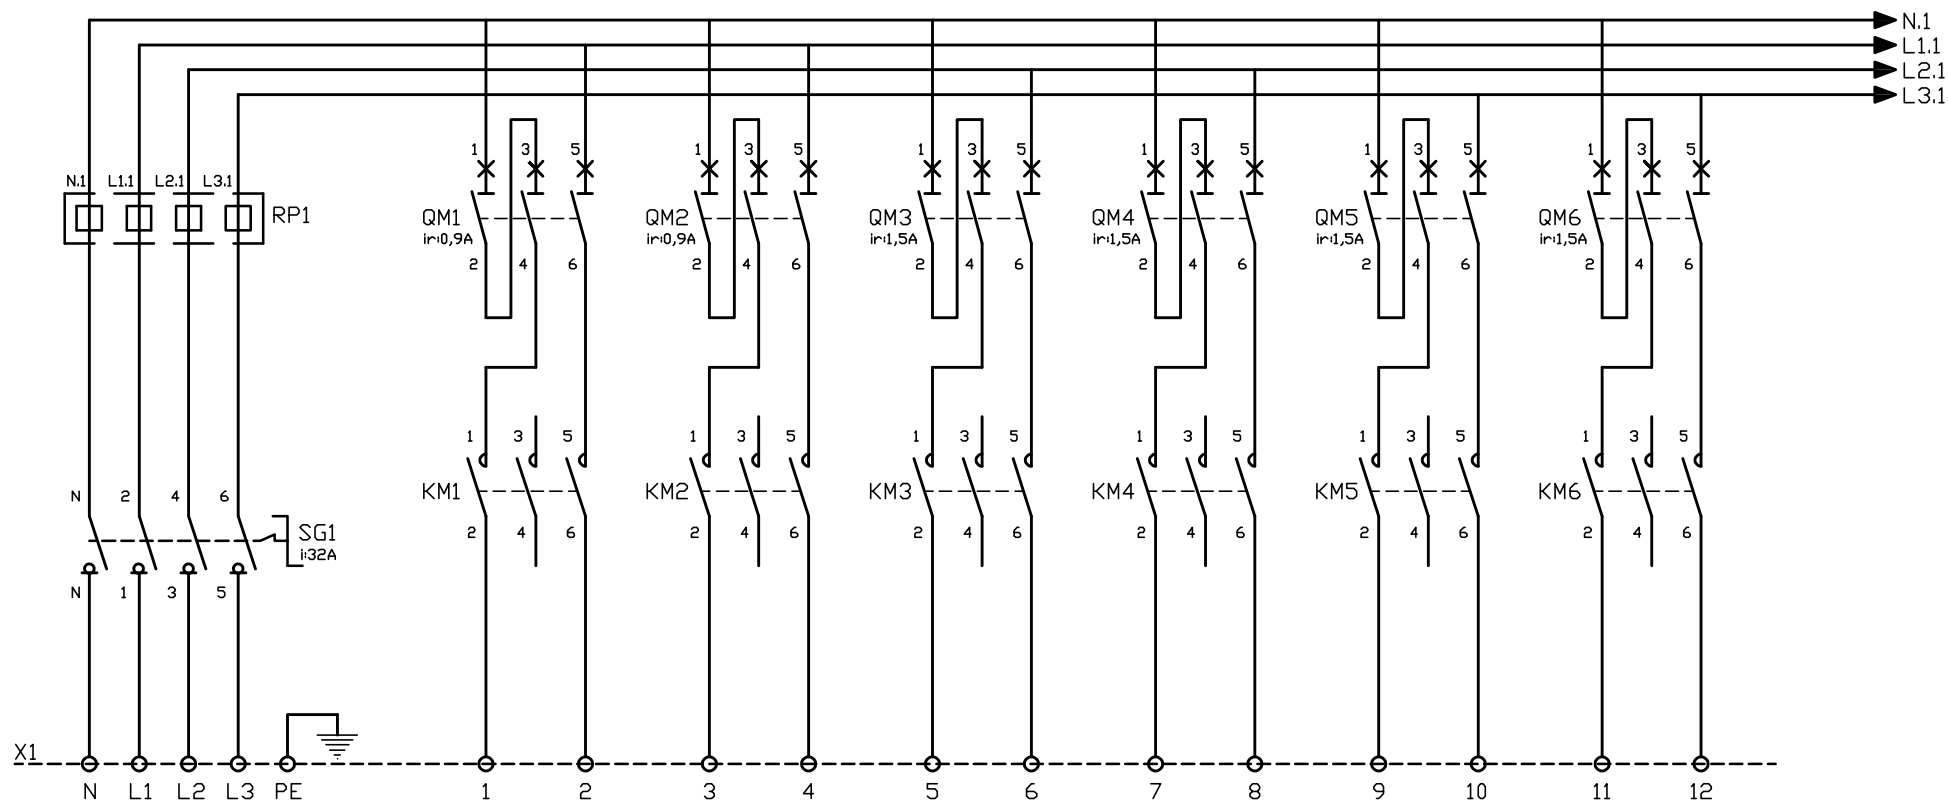 N.1
L1.1
L2.1
L3.1
1 3 5 1 3 5 1 3 5 1 3 5 1 3 5 1 3 5
N.1 L1.1 L2.1 L3.1
RP1 QM1 QM2 QM3 QM4 QM5 QM6
ir:0,9A ir:0,9A ir:1,5A ir:1,5A ir:1,5A ir:1,5A
2 4 6 2 4 6 2 4 6 2 4 6 2 4 6 2 4 6
1 3 5 1 3 5 1 3 5 1 3 5 1 3 5 1 3 5
KM1 KM2 KM3 KM4 KM5 KM6
N 2 4 6
SG1 2 4 6 2 4 6 2 4 6 2 4 6 2 4 6 2 4 6
i:32A
N 1 3 5
X1
N L1 L2 L3 PE 1 2 3 4 5 6 7 8 9 10 11 12